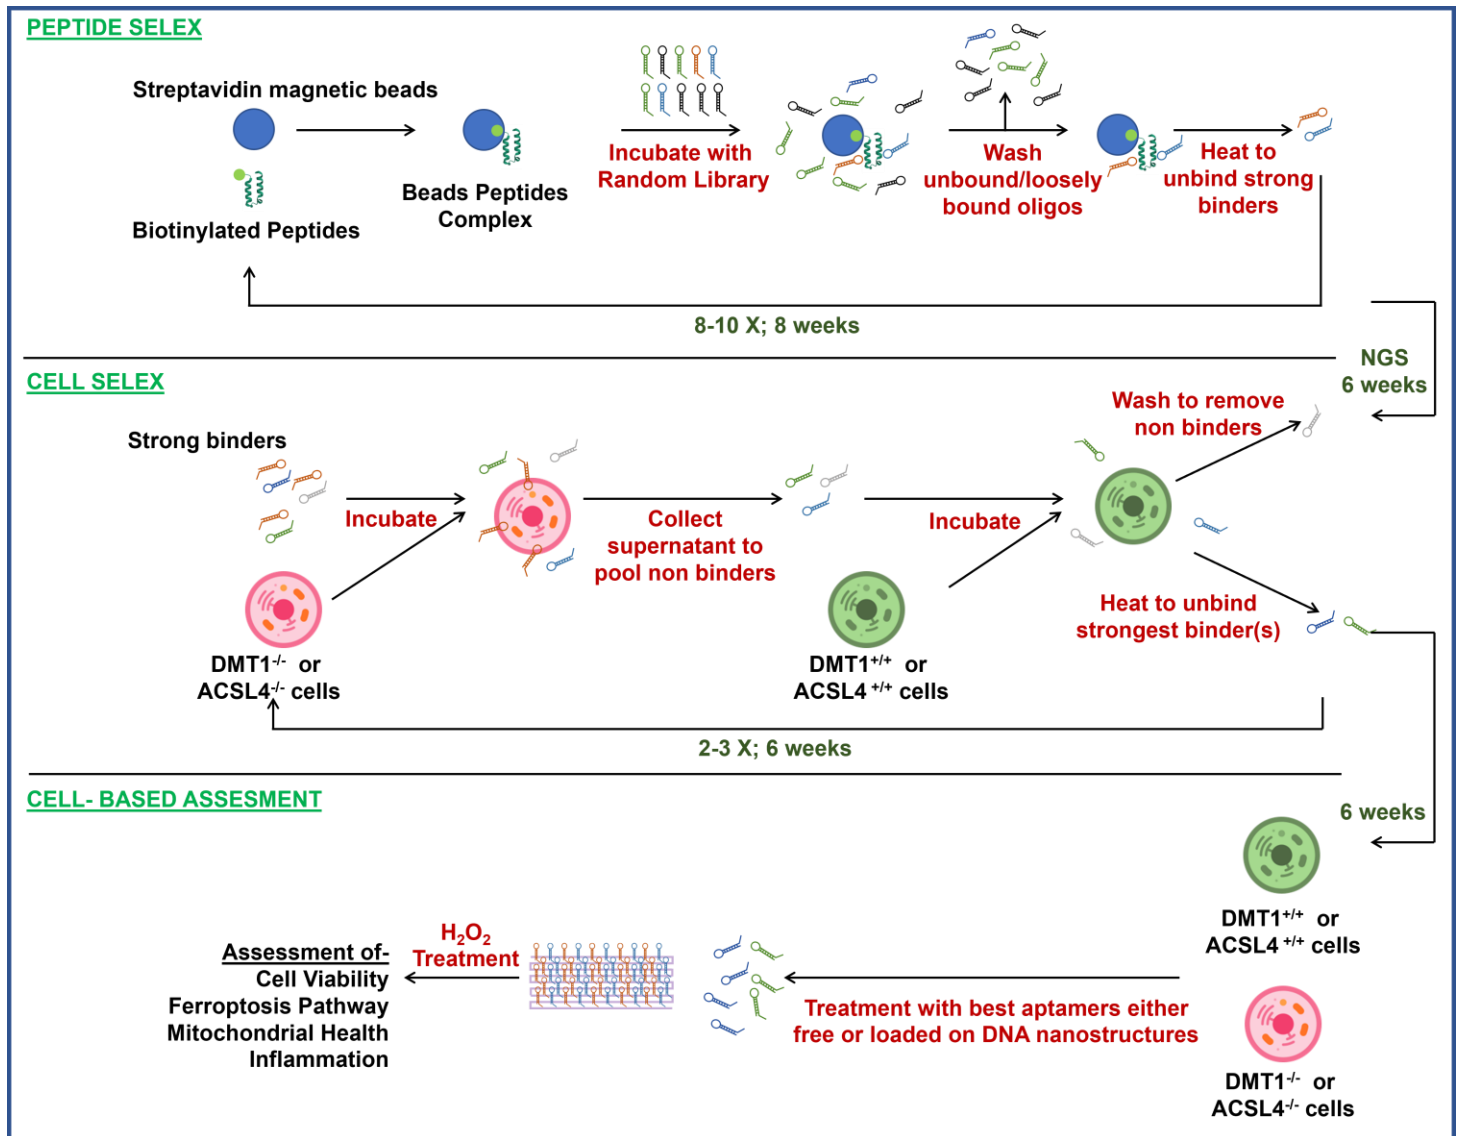 PEPTIDE SELEX
Streptavidin magnetic beads
Biotinylated Peptides
Beads Peptides
Complex
Incubate with
Random Library
Wash
unbound/loosely
bound oligos
Heat to
unbind strong
binders
8-10 X; 8 weeks
NGS
6 weeks
CELL SELEX
Strong binders
Incubate
DMT1-/- or
ACSL4-/- cells
Collect
supernatant to
pool non binders
Incubate
DMT1+/+ or
ACSL4 +/+ cells
Wash to remove
non binders
Heat to unbind
strongest binder(s)
2-3 X; 6 weeks
CELL- BASED ASSESMENT
6 weeks
DMT1+/+ or
ACSL4 +/+ cells
DMT1-/- or
ACSL4-/- cells
Treatment with best aptamers either
free or loaded on DNA nanostructures
H2O2
Treatment
Assessment of-
Cell Viability
Ferroptosis Pathway
Mitochondrial Health
Inflammation